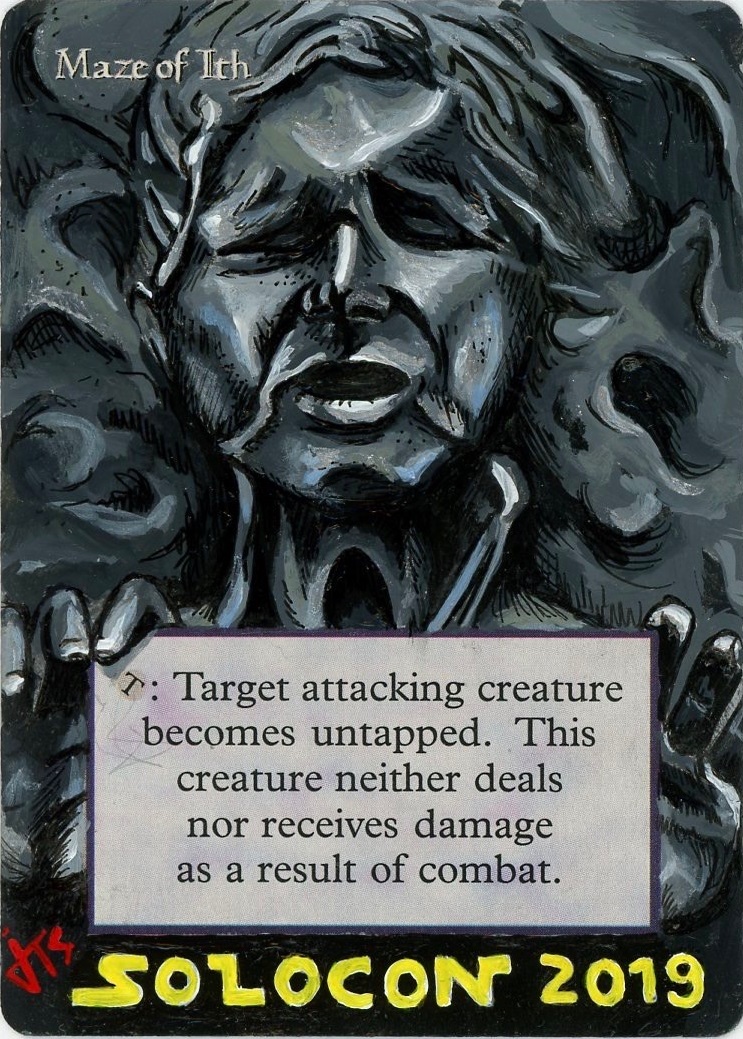 Maze of Ith
T: Target attacking creature
becomes untapped. This
creature neither deals
nor receives damage
as a result of combat.
JTS
SOLOCON 2019